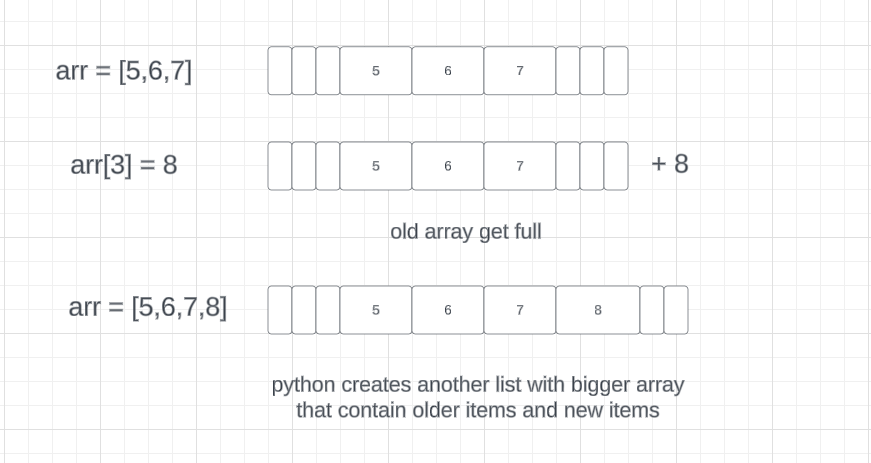 arr = [5,6,7]
5 6 7
arr[3] = 8
5 6 7
+ 8
old array get full
arr = [5,6,7,8]
5 6 7 8
python creates another list with bigger array
that contain older items and new items